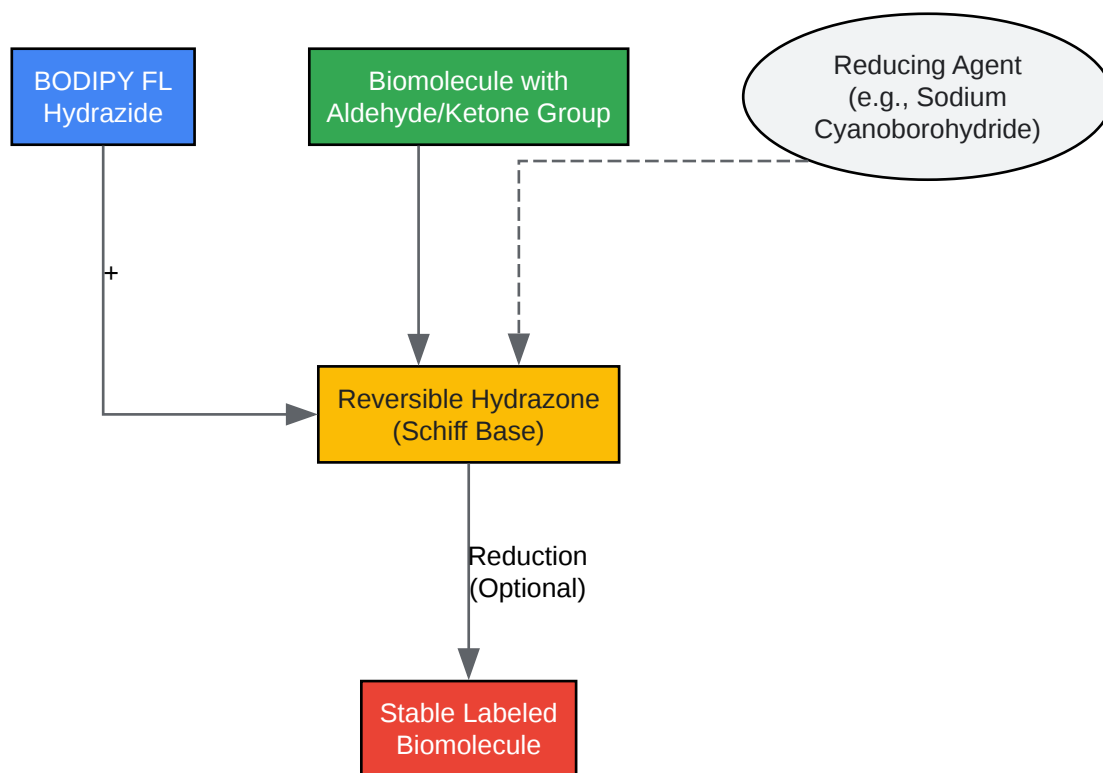 BODIPY FL
Hydrazide
Biomolecule with
Aldehyde/Ketone Group
Reducing Agent
(e.g., Sodium
Cyanoborohydride)
+
Reversible Hydrazone
(Schiff Base)
Reduction
(Optional)
Stable Labeled
Biomolecule